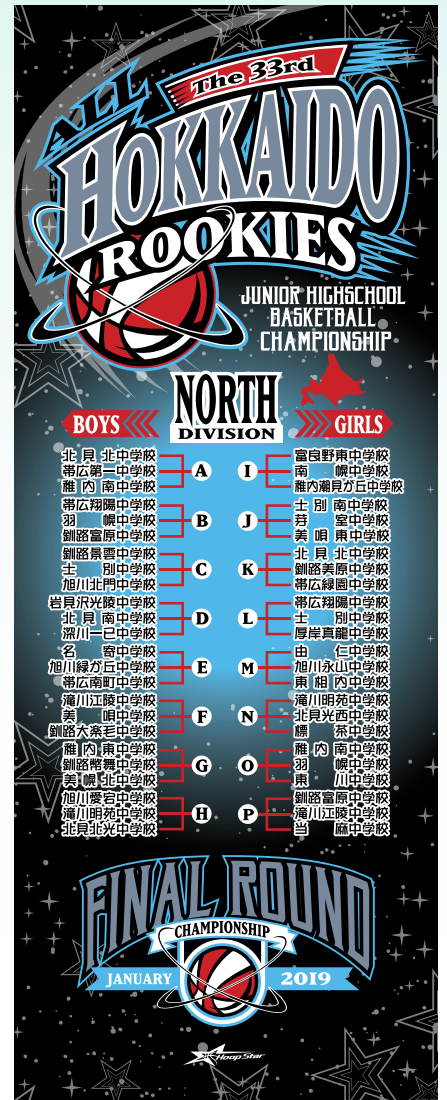 The 33rd
ALL
HOKKAIDO
ROOKIES
JUNIOR HIGHSCHOOL
BASKETBALL
CHAMPIONSHIP
NORTH
DIVISION
BOYS
GIRLS
北見北中学校
帯広第一中学校
稚内南中学校
A
帯広翔陽中学校
羽幌中学校
釧路富原中学校
B
釧路景雲中学校
士別中学校
旭川北門中学校
C
岩見沢光陵中学校
北見南中学校
深川一已中学校
D
名寄中学校
旭川緑が丘中学校
帯広南町中学校
E
滝川江陵中学校
美唄中学校
釧路大楽毛中学校
F
稚内東中学校
釧路幣舞中学校
美幌北中学校
G
旭川愛宕中学校
滝川明苑中学校
北見北光中学校
H
富良野東中学校
南幌中学校
稚内潮見が丘中学校
I
士別南中学校
芽室中学校
美唄東中学校
J
北見北中学校
釧路美原中学校
帯広緑園中学校
K
帯広翔陽中学校
士別中学校
厚岸真龍中学校
L
由仁中学校
旭川永山中学校
東相内中学校
M
滝川明苑中学校
北見光西中学校
標茶中学校
N
稚内南中学校
羽幌中学校
東川中学校
O
釧路富原中学校
滝川江陵中学校
当麻中学校
P
FINAL ROUND
CHAMPIONSHIP
JANUARY 2019
HoopStar